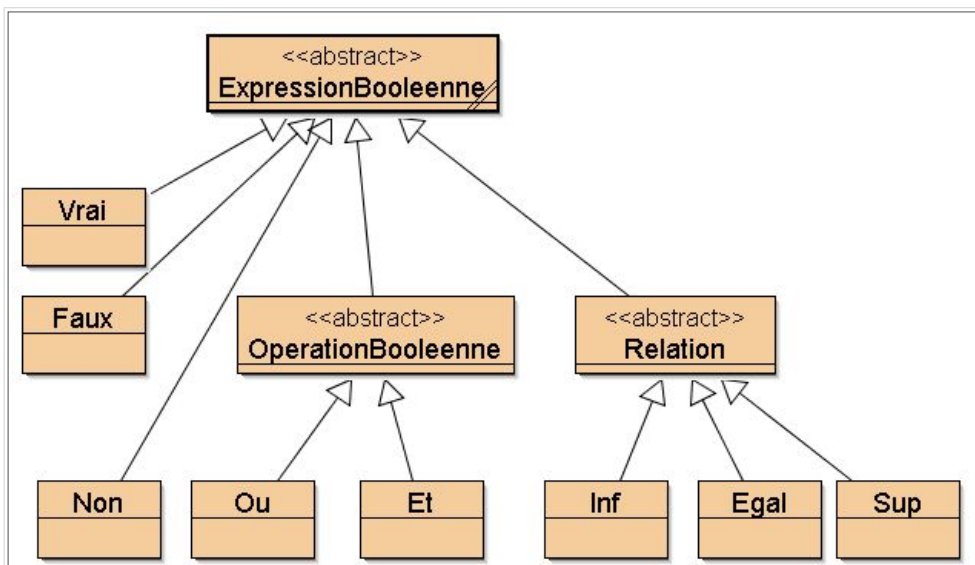 <<abstract>>
ExpressionBooleenne
Vrai
Faux
<<abstract>>
OperationBooleenne
<<abstract>>
Relation
Non
Ou
Et
Inf
Egal
Sup